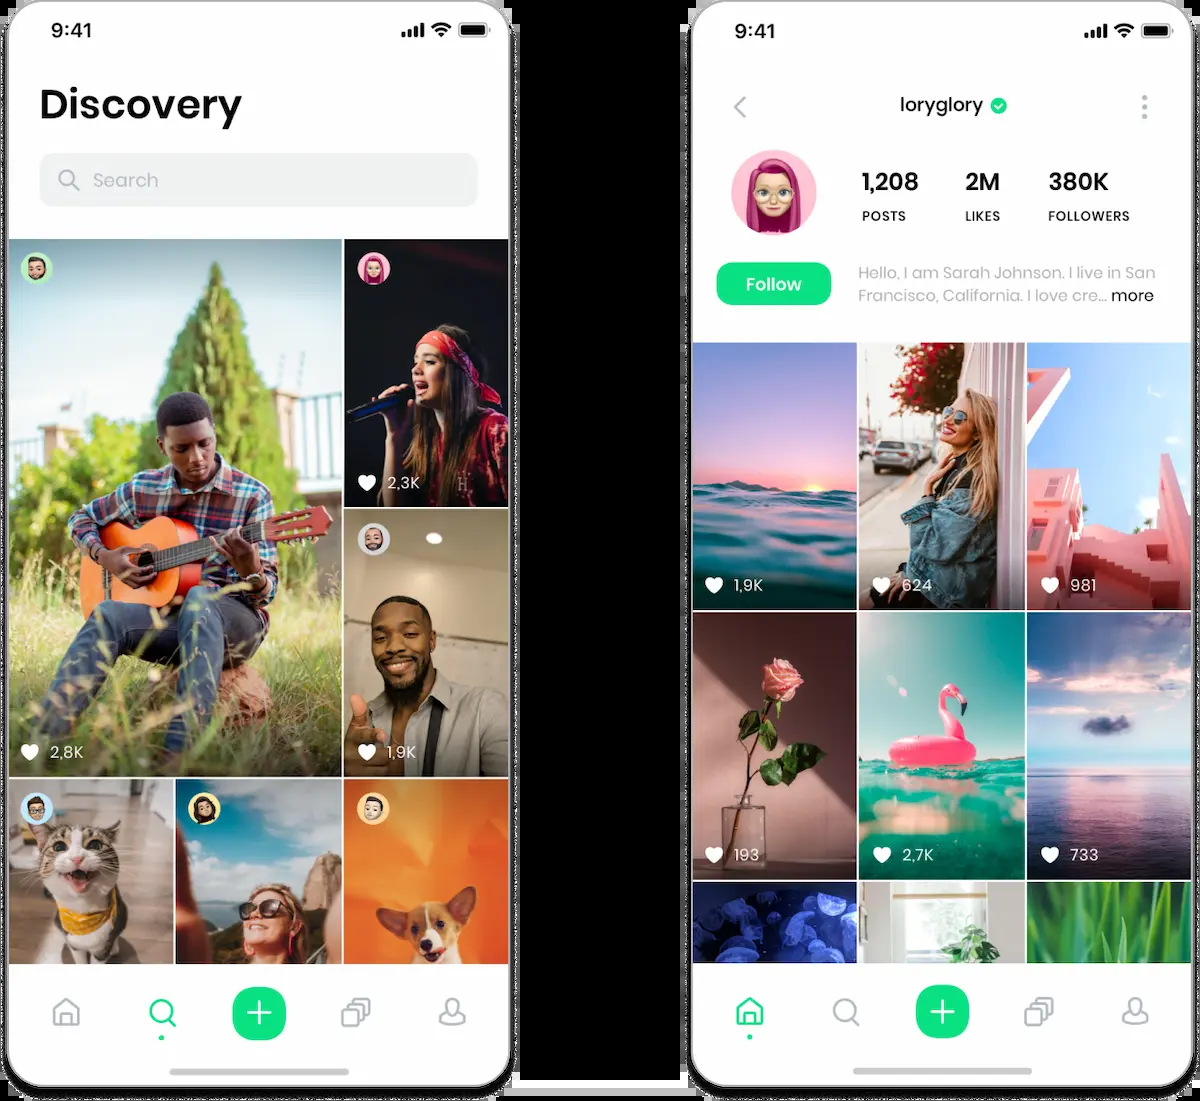 9:41
Discovery
Search
2,3K
2,8K
1,9K
9:41
loryglory
1,208
2M
380K
POSTS
LIKES
FOLLOWERS
Follow
Hello, I am Sarah Johnson. I live in San
Francisco, California. I love cre... more
1,9K
624
981
193
2,7K
733